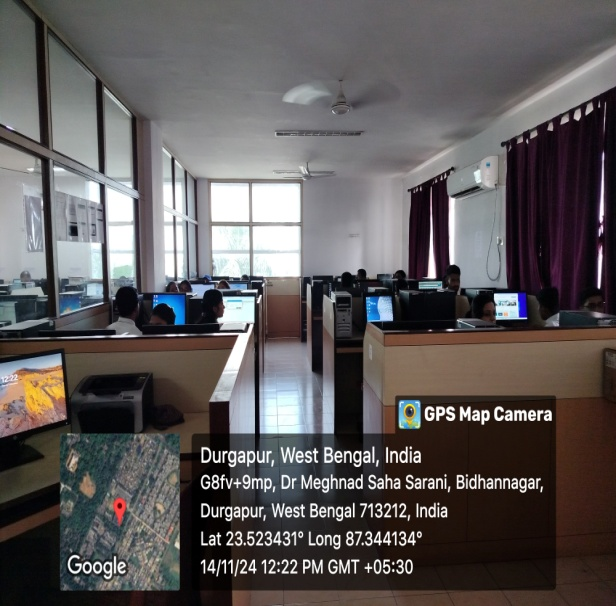 12:22
GPS Map Camera
Durgapur, West Bengal, India
G8fv+9mp, Dr Meghnad Saha Sarani, Bidhannagar,
Durgapur, West Bengal 713212, India
Lat 23.523431° Long 87.344134°
14/11/24 12:22 PM GMT +05:30
Google